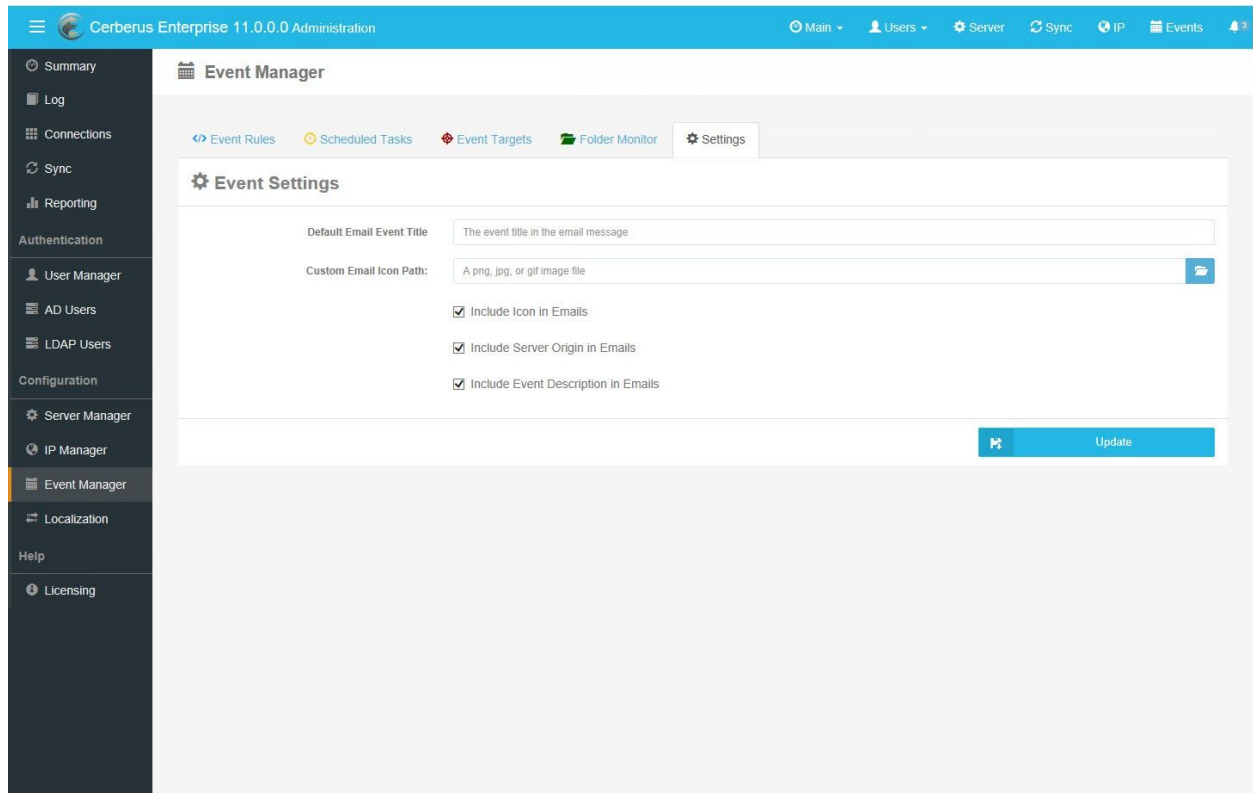 Cerberus Enterprise 11.0.0.0 Administration
Main Users Server Sync IP Events 3
Summary
Log
Connections
Sync
Reporting
Authentication
User Manager
AD Users
LDAP Users
Configuration
Server Manager
IP Manager
Event Manager
Localization
Help
Licensing
Event Manager
Event Rules Scheduled Tasks Event Targets Folder Monitor Settings
Event Settings
Default Email Event Title The event title in the email message
Custom Email Icon Path: A png, jpg, or gif image file
Include Icon in Emails
Include Server Origin in Emails
Include Event Description in Emails
Update